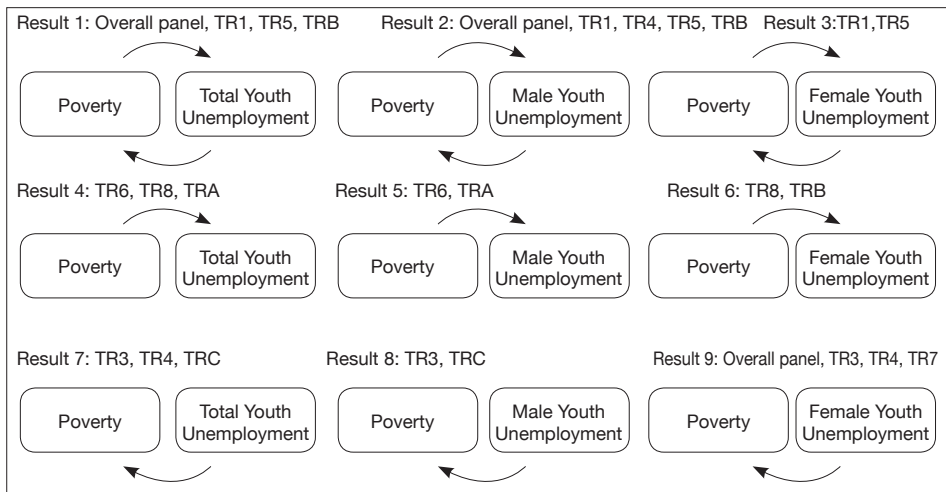 Result 1: Overall panel, TR1, TR5, TRB
Result 2: Overall panel, TR1, TR4, TR5, TRB
Result 3:TR1,TR5
Poverty
Total Youth
Unemployment
Poverty
Male Youth
Unemployment
Poverty
Female Youth
Unemployment
Result 4: TR6, TR8, TRA
Result 5: TR6, TRA
Result 6: TR8, TRB
Poverty
Total Youth
Unemployment
Poverty
Male Youth
Unemployment
Poverty
Female Youth
Unemployment
Result 7: TR3, TR4, TRC
Result 8: TR3, TRC
Result 9: Overall panel, TR3, TR4, TR7
Poverty
Total Youth
Unemployment
Poverty
Male Youth
Unemployment
Poverty
Female Youth
Unemployment